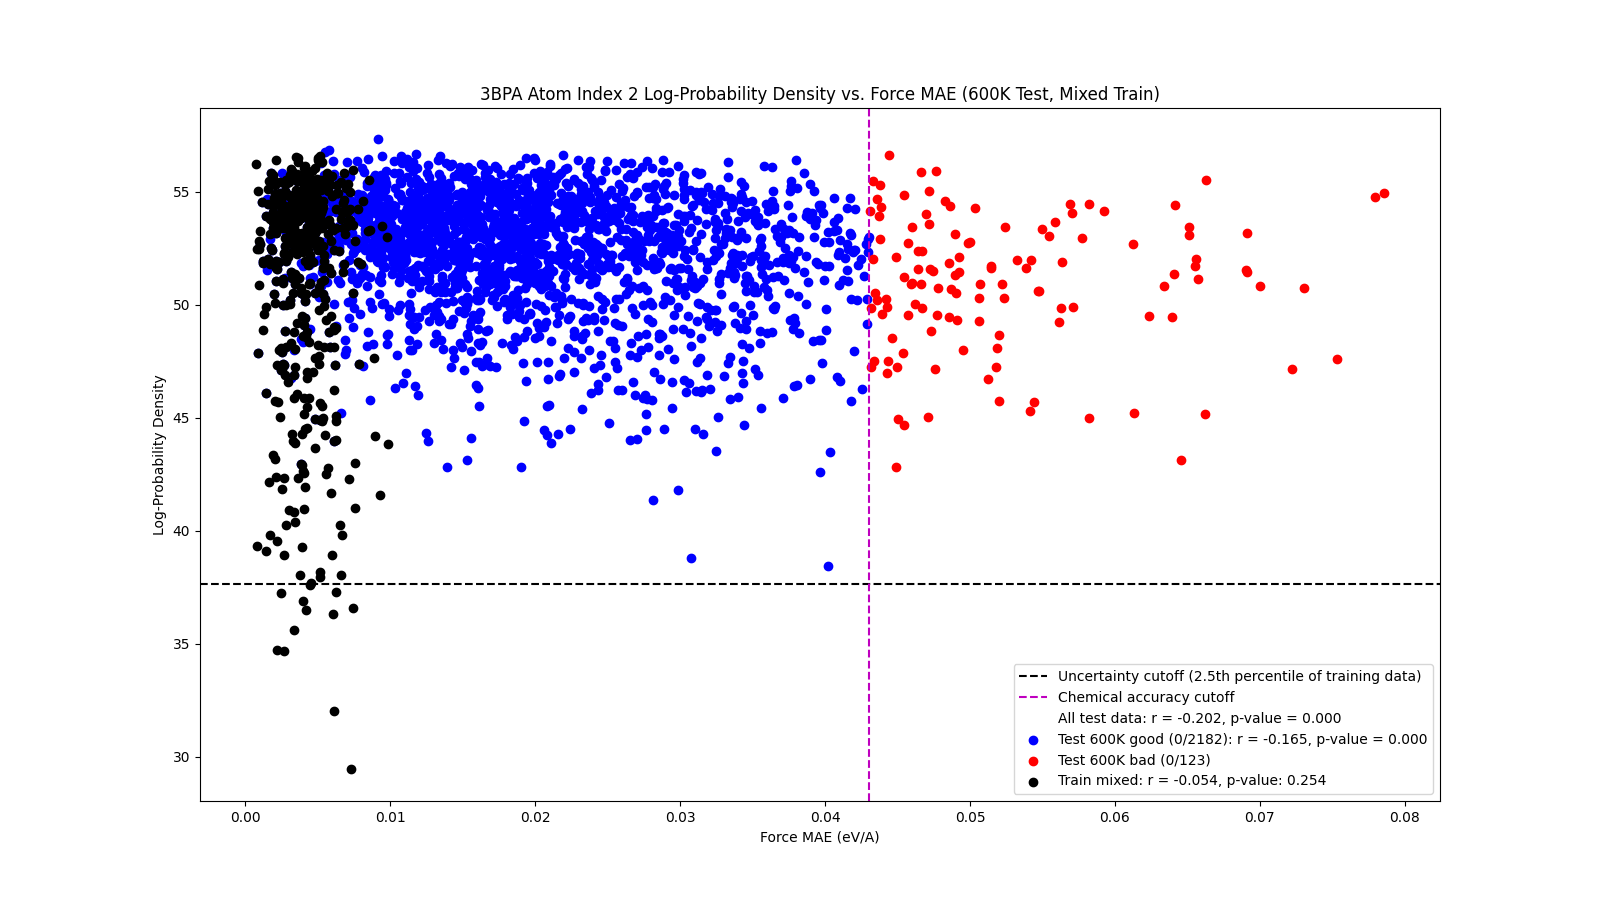 3BPA Atom Index 2 Log-Probability Density vs. Force MAE (600K Test, Mixed Train)
Log-Probability Density
55
50
45
40
35
30
Uncertainty cutoff (2.5th percentile of training data)
Chemical accuracy cutoff
All test data: r = -0.202, p-value = 0.000
Test 600K good (0/2182): r = -0.165, p-value = 0.000
Test 600K bad (0/123)
Train mixed: r = -0.054, p-value: 0.254
0.00 0.01 0.02 0.03 0.04 0.05 0.06 0.07 0.08
Force MAE (eV/A)